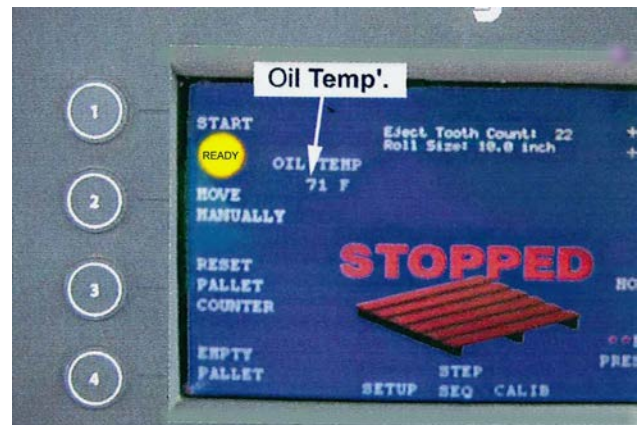 Oil Temp'.
1
START
READY
OIL TEMP
71 F
Eject Tooth Count: 22
Roll Size: 10.0 inch
2
MOVE
MANUALLY
3
RESET
PALLET
COUNTER
STOPPED
4
EMPTY
PALLET
SETUP
STEP
SEQ
CALIB